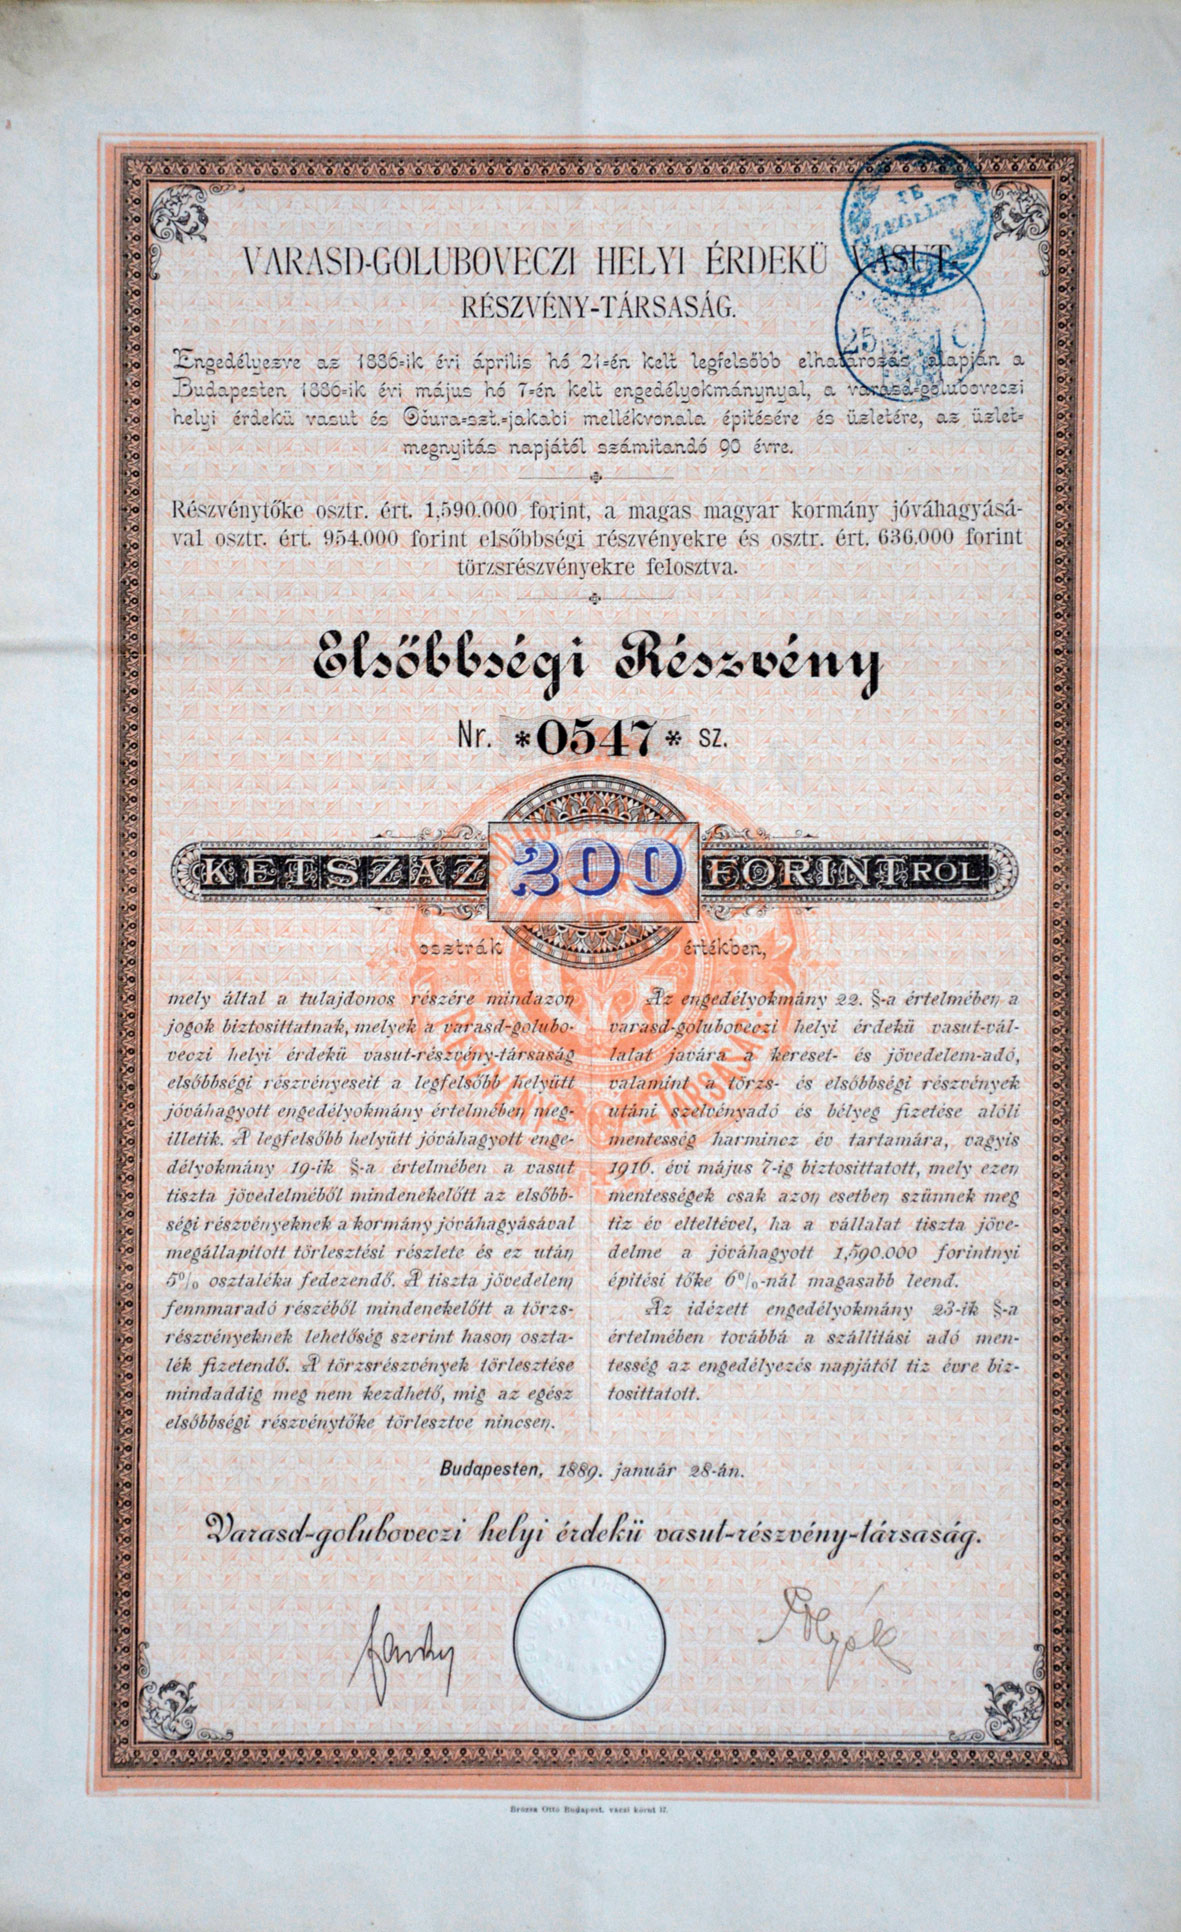 VARASD-GOLUBOVECZI HELYI ÉRDEKÜ VASUT-
RÉSZVÉNY-TÁRSASÁG.
Engedélyezve az 1886-ik évi április hó 21-én kelt legfelsőbb elhatározás alapján a
Budapesten 1886-ik évi május hó 7-én kelt engedélyokmánynyal, a varasd-goluboveczi
helyi érdekü vasut és Ocura-szt.-jakabi mellékvonala épitésére és üzletére, az üzlet-
megnyitás napjától számitandó 90 évre.
Részvénytőke osztr. ért. 1,590.000 forint, a magas magyar kormány jóváhagyásá-
val osztr. ért. 954.000 forint elsőbbségi részvényekre és osztr. ért. 636.000 forint
törzsrészvényekre felosztva.
Elsőbbségi Részvény
Nr. *0547* sz.
KETSZÁZ 200 FORINTRÓL
osztrák értékben,
mely által a tulajdonos részére mindazon
jogok biztosittatnak, melyek a varasd-golubo-
veczi helyi érdekü vasut-részvény-társaság
elsőbbségi részvényeseit a legfelsőbb helyütt
jóváhagyott engedélyokmány értelmében meg-
illetik. A legfelsőbb helyütt jóváhagyott enge-
délyokmány 19-ik §-a értelmében a vasut
tiszta jövedelméből mindenekelőtt az elsőbb-
ségi részvényeknek a kormány jóváhagyásával
megállapitott törlesztési részlete és ez után
5% osztaléka fedezendő. A tiszta jövedelem
fennmaradó részéből mindenekelőtt a törzs-
részvényeknek lehetőség szerint hason oszta-
lék fizetendő. A törzsrészvények törlesztése
mindaddig meg nem kezdhető, mig az egész
elsőbbségi részvénytőke törlesztve nincsen.
Az engedélyokmány 22. §-a értelmében a
varasd-goluboveczi helyi érdekü vasut-vál-
lalat javára a kereset- és jövedelem-adó,
valamint a törzs- és elsőbbségi részvények
utáni szelvényadó és bélyeg fizetése alóli
mentesség harmincz év tartamára, vagyis
1916. évi május 7-ig biztosittatott, mely ezen
mentességek csak azon esetben szünnek meg
tiz év elteltével, ha a vállalat tiszta jöve-
delme a jóváhagyott 1,590.000 forintnyi
épitési tőke 6%-nál magasabb leend.
Az idézett engedélyokmány 23-ik §-a
értelmében továbbá a szállitási adó men-
tesség az engedélyezés napjától tiz évre biz-
tosittatott.
RÉSZVÉNY-TÁRSASÁG
Budapesten, 1889. január 28-án.
Varasd-goluboveczi helyi érdekü vasut-részvény-társaság.
Brózsa Ottó Budapest, váczi körut 17.